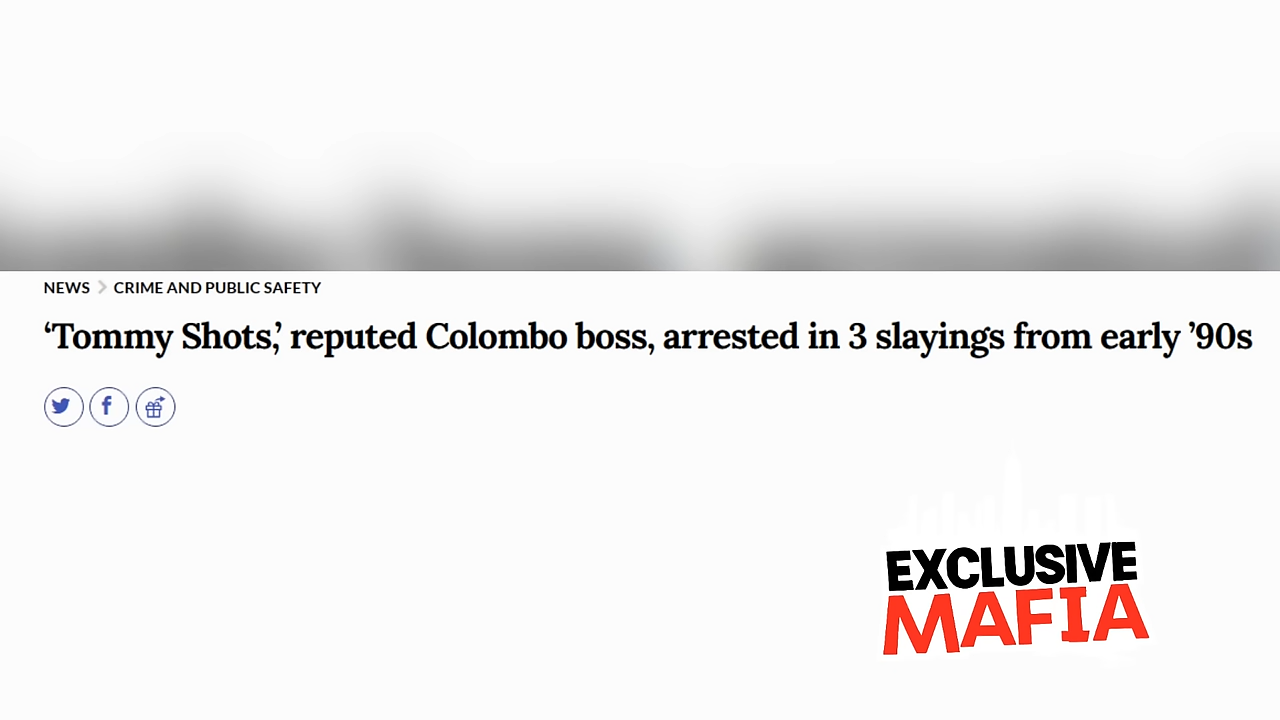 NEWS > CRIME AND PUBLIC SAFETY
‘Tommy Shots,’ reputed Colombo boss, arrested in 3 slayings from early ’90s
EXCLUSIVE
MAFIA